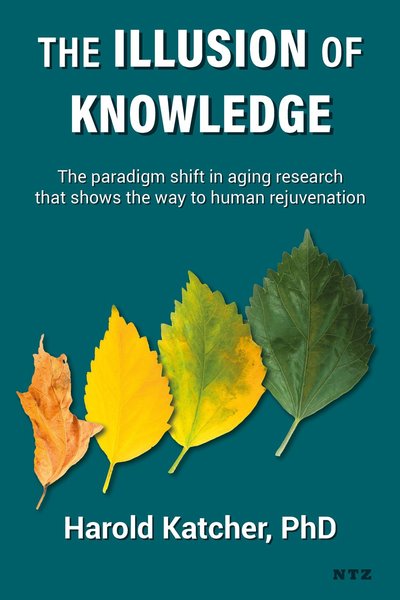 THE ILLUSION OF
KNOWLEDGE
The paradigm shift in aging research
that shows the way to human rejuvenation
Harold Katcher, PhD
NTZ